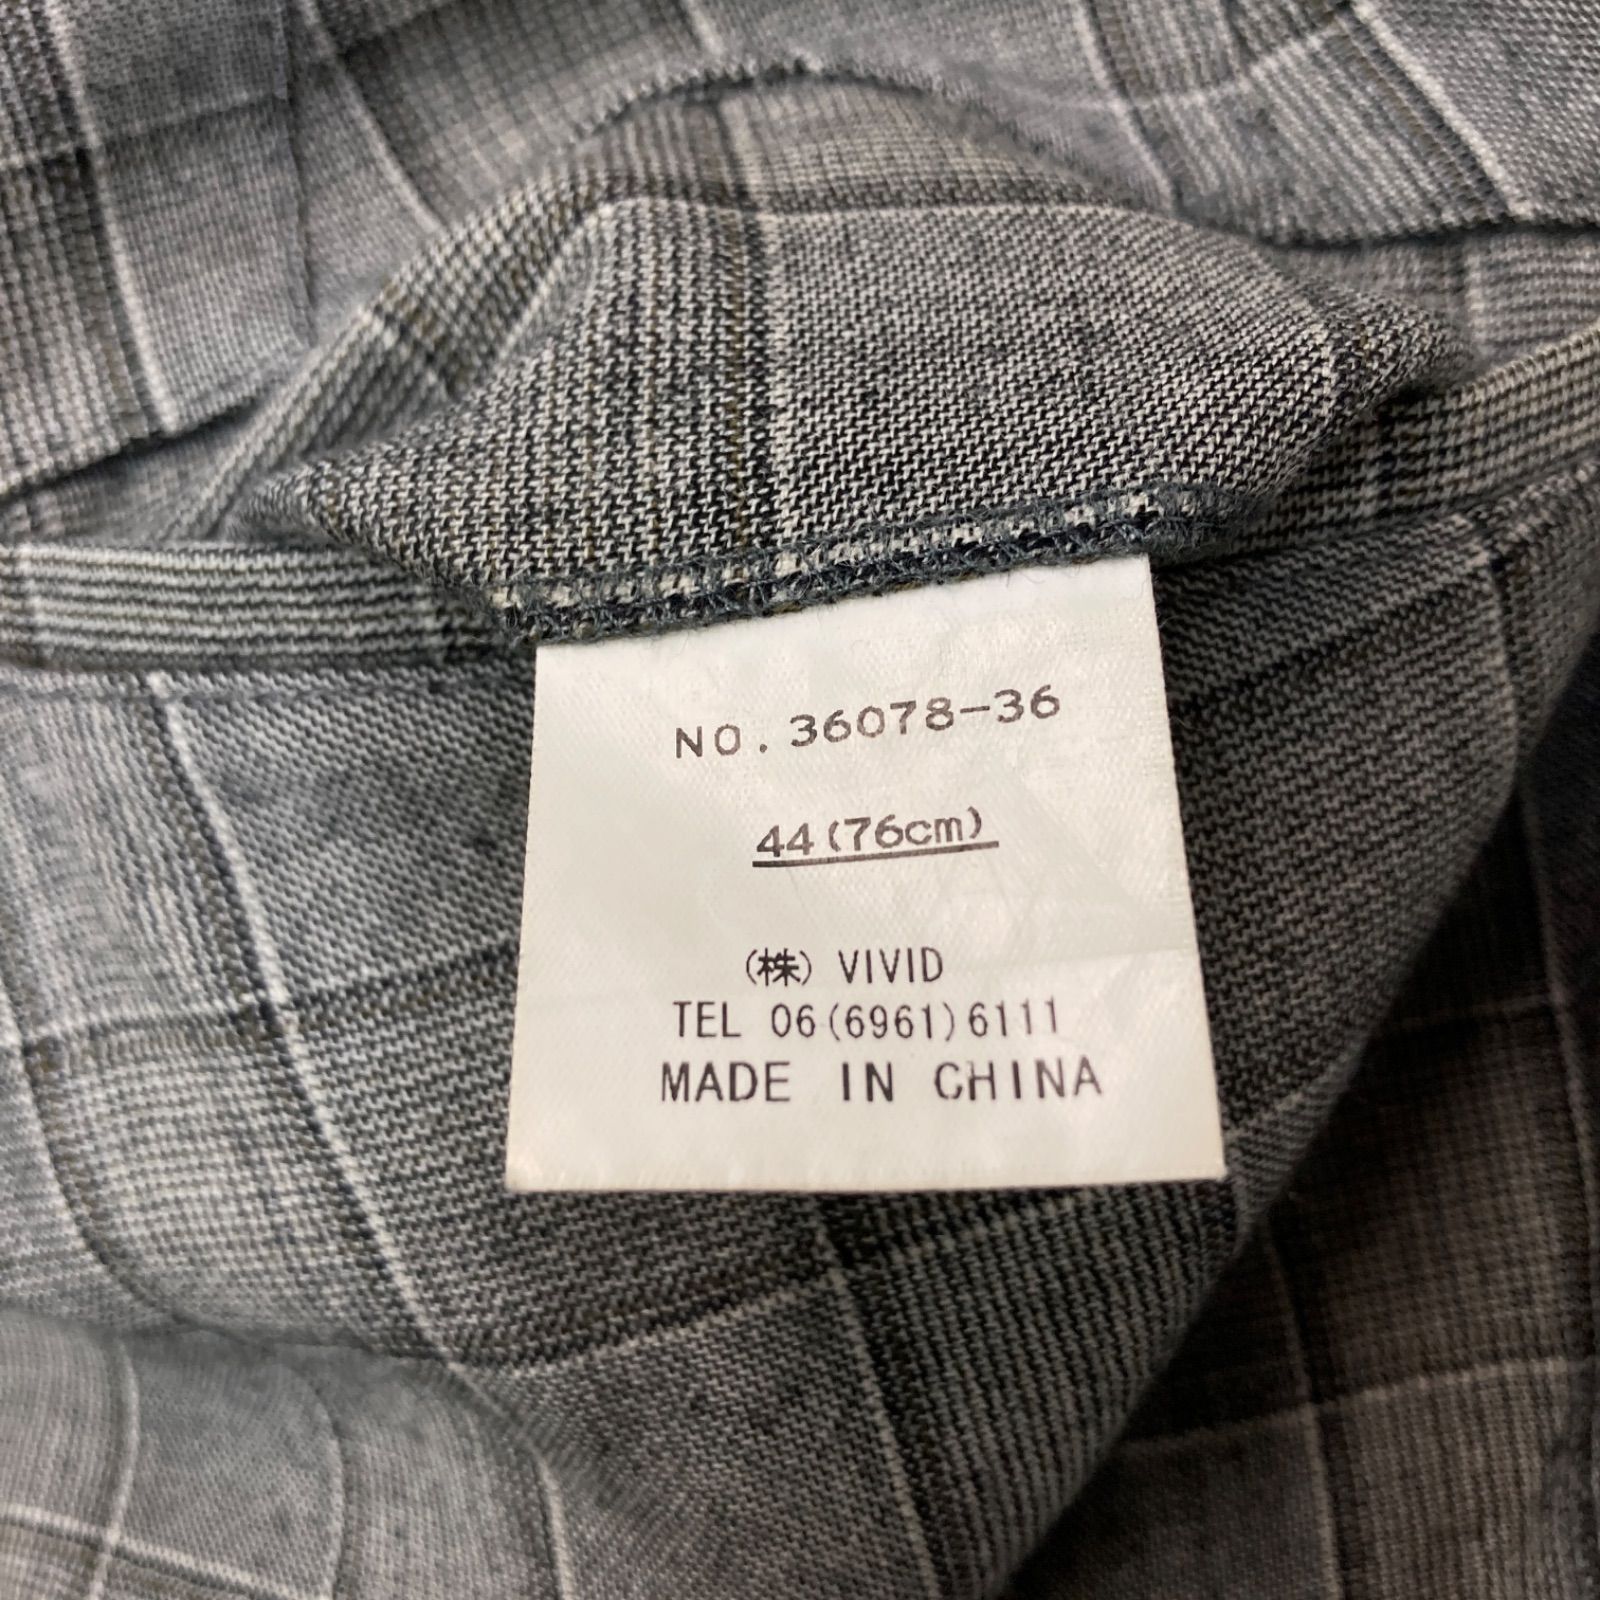 NO. 36078-36
44(76cm)
(株) VIVID
TEL 06(6961)6111
MADE IN CHINA